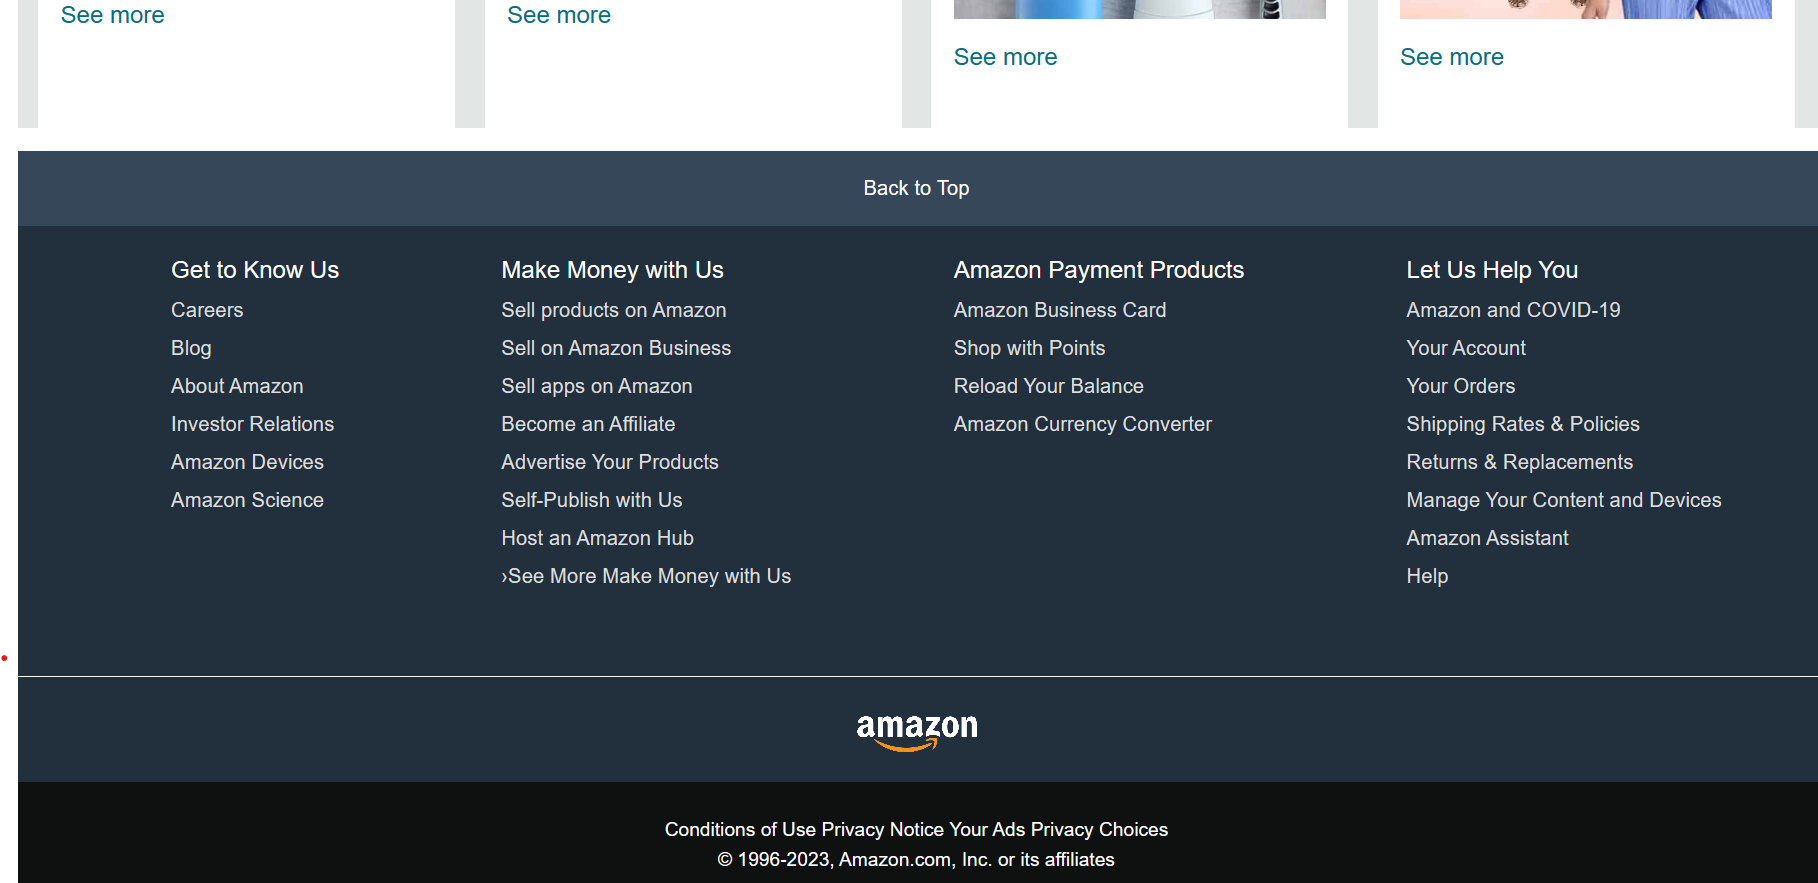 See more
See more
See more
See more
Back to Top
Get to Know Us
Careers
Blog
About Amazon
Investor Relations
Amazon Devices
Amazon Science
Make Money with Us
Sell products on Amazon
Sell on Amazon Business
Sell apps on Amazon
Become an Affiliate
Advertise Your Products
Self-Publish with Us
Host an Amazon Hub
›See More Make Money with Us
Amazon Payment Products
Amazon Business Card
Shop with Points
Reload Your Balance
Amazon Currency Converter
Let Us Help You
Amazon and COVID-19
Your Account
Your Orders
Shipping Rates & Policies
Returns & Replacements
Manage Your Content and Devices
Amazon Assistant
Help
amazon
Conditions of Use Privacy Notice Your Ads Privacy Choices
© 1996-2023, Amazon.com, Inc. or its affiliates